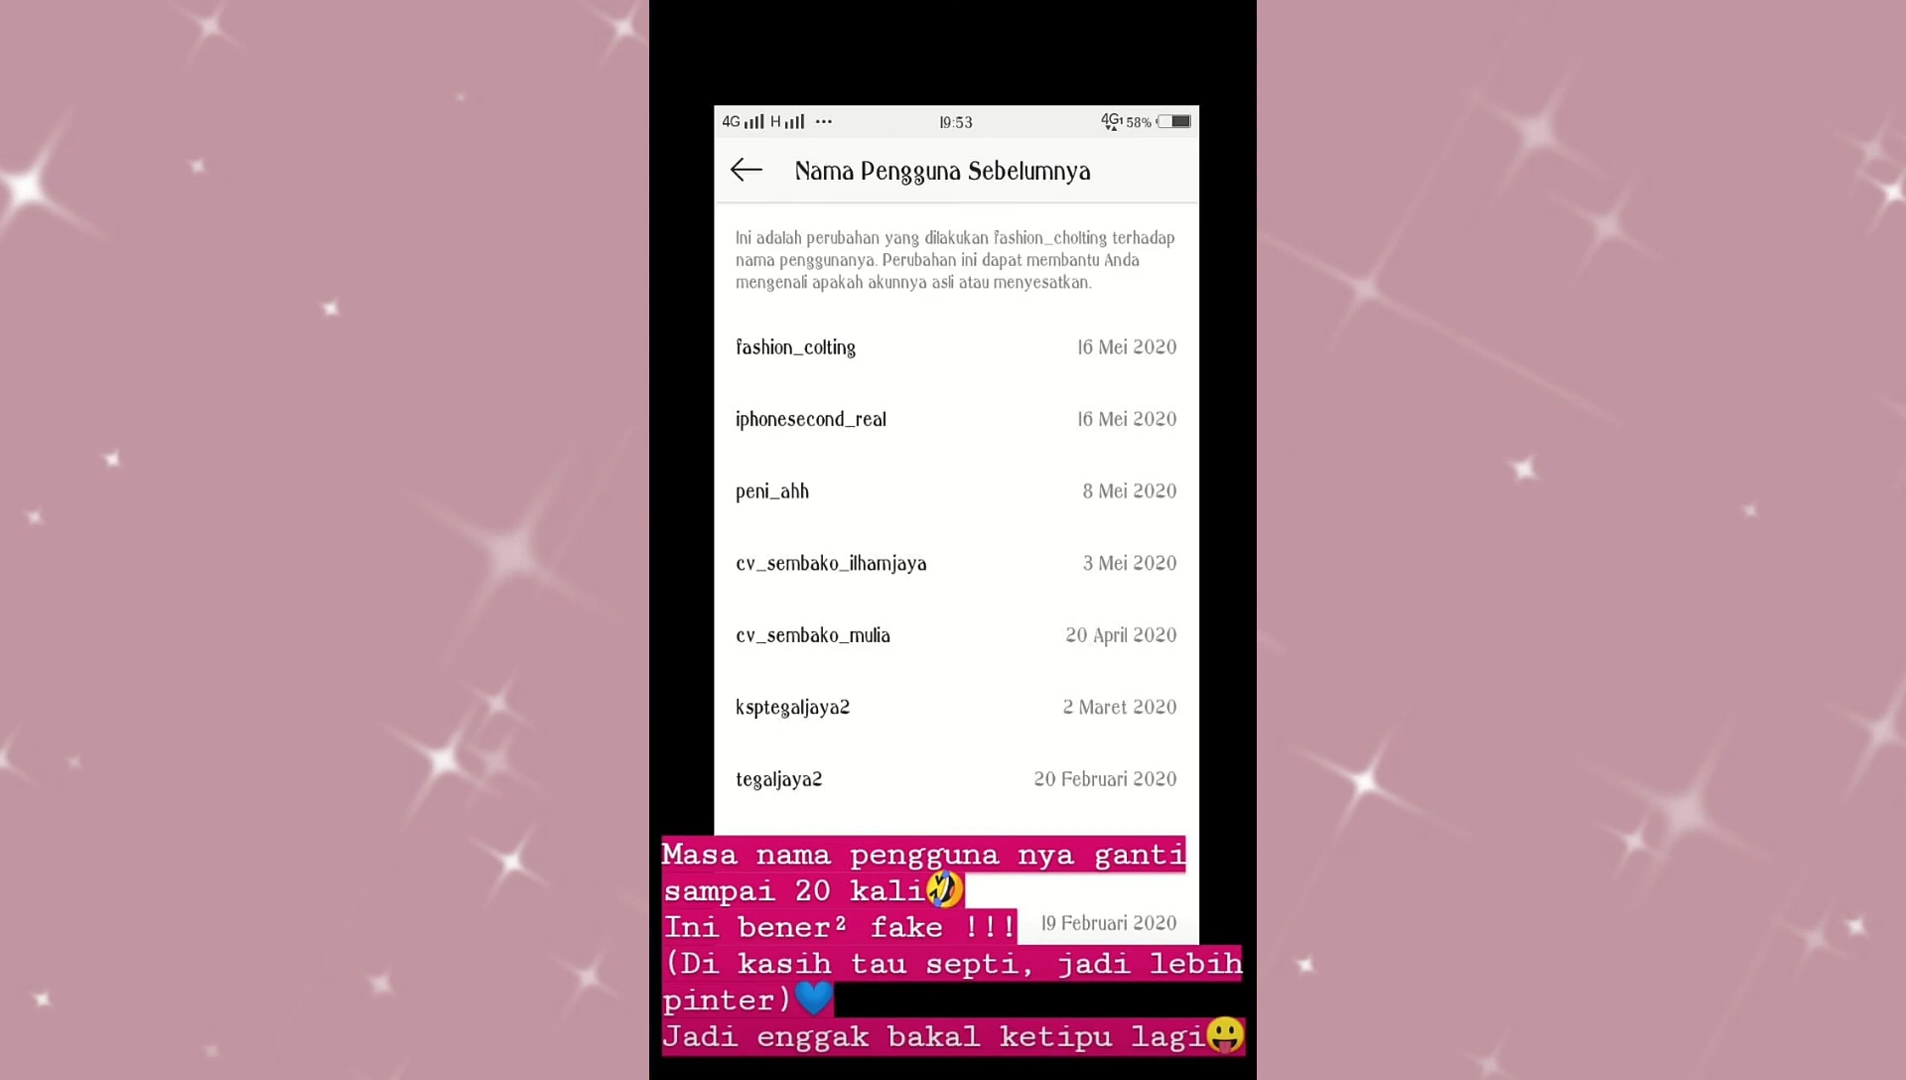 4G H ... 19:53 4G1 58%
Nama Pengguna Sebelumnya
Ini adalah perubahan yang dilakukan fashion_cholting terhadap
nama penggunanya. Perubahan ini dapat membantu Anda
mengenali apakah akunnya asli atau menyesatkan.
fashion_colting 16 Mei 2020
iphonesecond_real 16 Mei 2020
peni_ahh 8 Mei 2020
cv_sembako_ilhamjaya 3 Mei 2020
cv_sembako_mulia 20 April 2020
ksptegaljaya2 2 Maret 2020
tegaljaya2 20 Februari 2020
Masa nama pengguna nya ganti
sampai 20 kali🤣
Ini bener² fake !!! 19 Februari 2020
(Di kasih tau septi, jadi lebih
pinter)💙
Jadi enggak bakal ketipu lagi😛